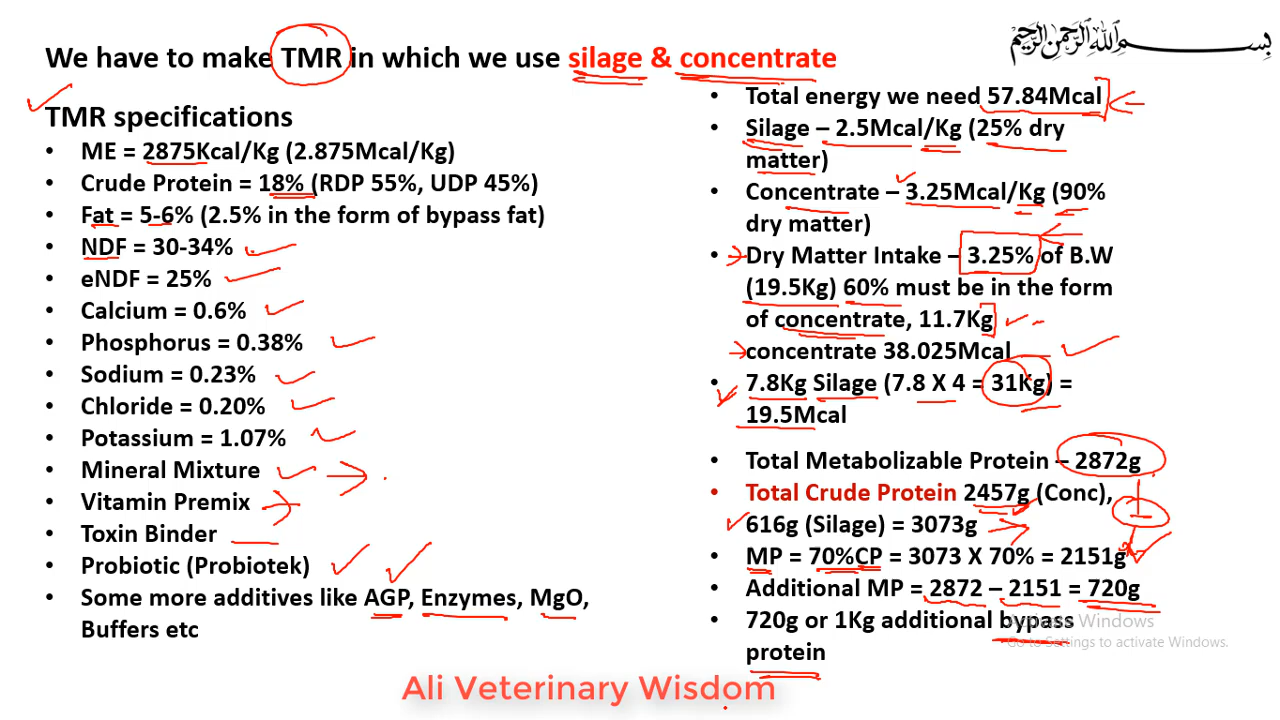 We have to make TMR in which we use silage & concentrate
بسم الله الرحمن الرحيم
TMR specifications
• ME = 2875Kcal/Kg (2.875Mcal/Kg)
• Crude Protein = 18% (RDP 55%, UDP 45%)
• Fat = 5-6% (2.5% in the form of bypass fat)
• NDF = 30-34%
• eNDF = 25%
• Calcium = 0.6%
• Phosphorus = 0.38%
• Sodium = 0.23%
• Chloride = 0.20%
• Potassium = 1.07%
• Mineral Mixture
• Vitamin Premix
• Toxin Binder
• Probiotic (Probiotek)
• Some more additives like AGP, Enzymes, MgO,
Buffers etc
• Total energy we need 57.84Mcal
• Silage – 2.5Mcal/Kg (25% dry
matter)
• Concentrate – 3.25Mcal/Kg (90%
dry matter)
• Dry Matter Intake – 3.25% of B.W
(19.5Kg) 60% must be in the form
of concentrate, 11.7Kg
concentrate 38.025Mcal
• 7.8Kg Silage (7.8 X 4 = 31Kg) =
19.5Mcal
• Total Metabolizable Protein – 2872g
• Total Crude Protein 2457g (Conc),
616g (Silage) = 3073g
• MP = 70%CP = 3073 X 70% = 2151g
• Additional MP = 2872 – 2151 = 720g
• 720g or 1Kg additional bypass
protein
Activate Windows
Go to Settings to activate Windows.
Ali Veterinary Wisdom